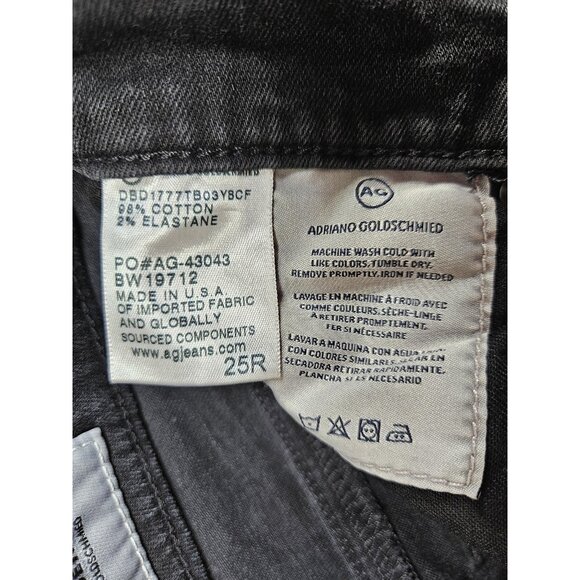 DBD1777TB03Y8CF
98% COTTON
2% ELASTANE
PO#AG-43043
BW19712
MADE IN U.S.A
OF IMPORTED FABRIC
AND GLOBALLY
SOURCED COMPONENTS
www.agjeans.com
25R
AG
ADRIANO GOLDSCHMIED
MACHINE WASH COLD WITH
LIKE COLORS. TUMBLE DRY.
REMOVE PROMPTLY. IRON IF NEEDED
LAVAGE EN MACHINE À FROID AVEC
COMME COULEURS. SÈCHE-LINGE
A RETIRER PROMPTEMENT.
FER SI NÉCESSAIRE
LAVAR A MAQUINA CON AGUA
CON COLORES SIMILARES. SECAR EN
SECADORA RETIRAR RAPIDAMENTE.
PLANCHA SI ES NECESARIO